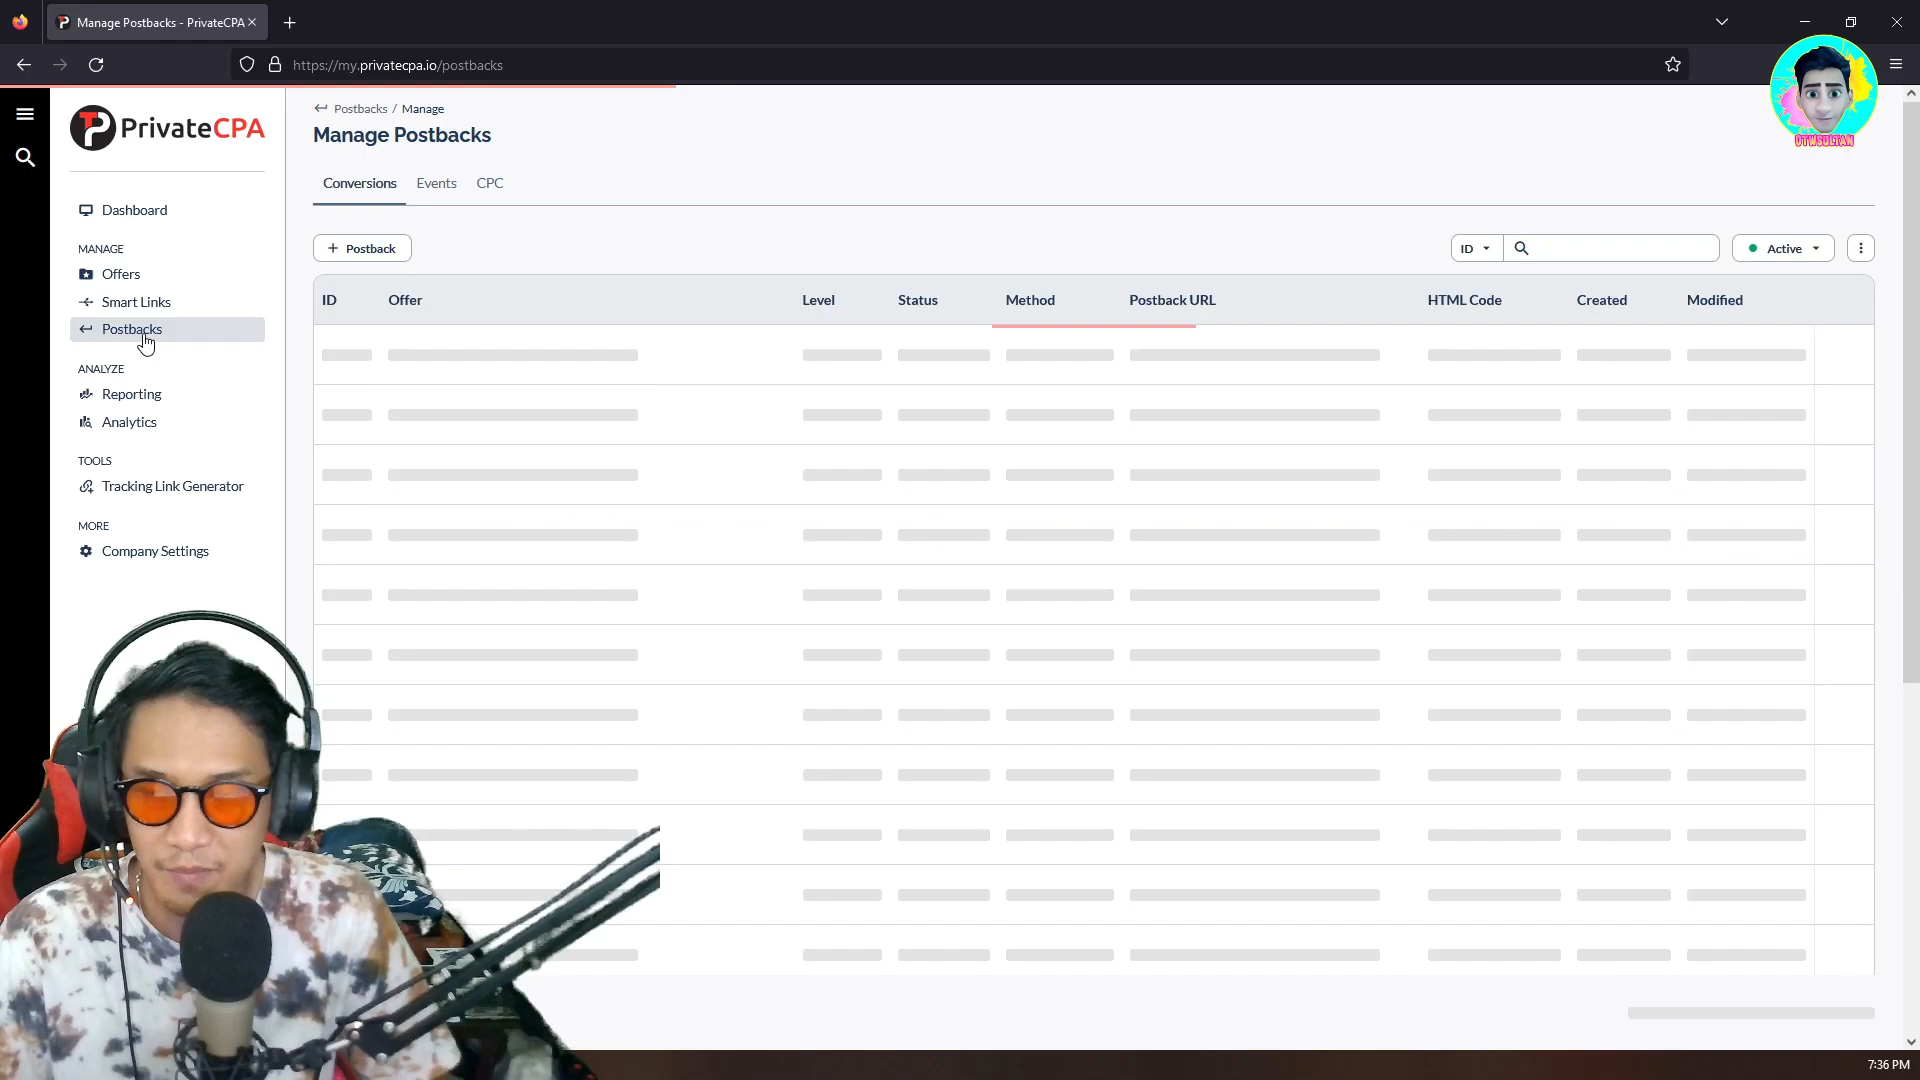 Manage Postbacks - PrivateCPA
https://my.privatecpa.io/postbacks
OTWSULTAN
PrivateCPA
Dashboard
MANAGE
Offers
Smart Links
Postbacks
ANALYZE
Reporting
Analytics
TOOLS
Tracking Link Generator
MORE
Company Settings
Postbacks / Manage
Manage Postbacks
Conversions Events CPC
+ Postback
ID
Active
ID Offer Level Status Method Postback URL HTML Code Created Modified
7:36 PM